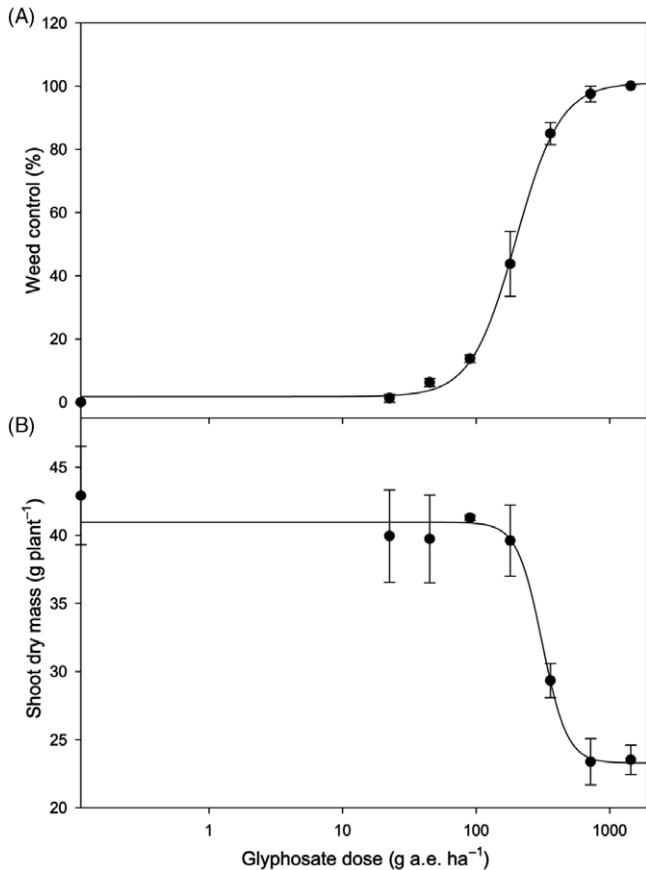 (A)
120
100
80
60
40
20
0
Weed control (%)
(B)
45
40
35
30
25
20
Shoot dry mass (g plant⁻¹)
1 10 100 1000
Glyphosate dose (g a.e. ha⁻¹)